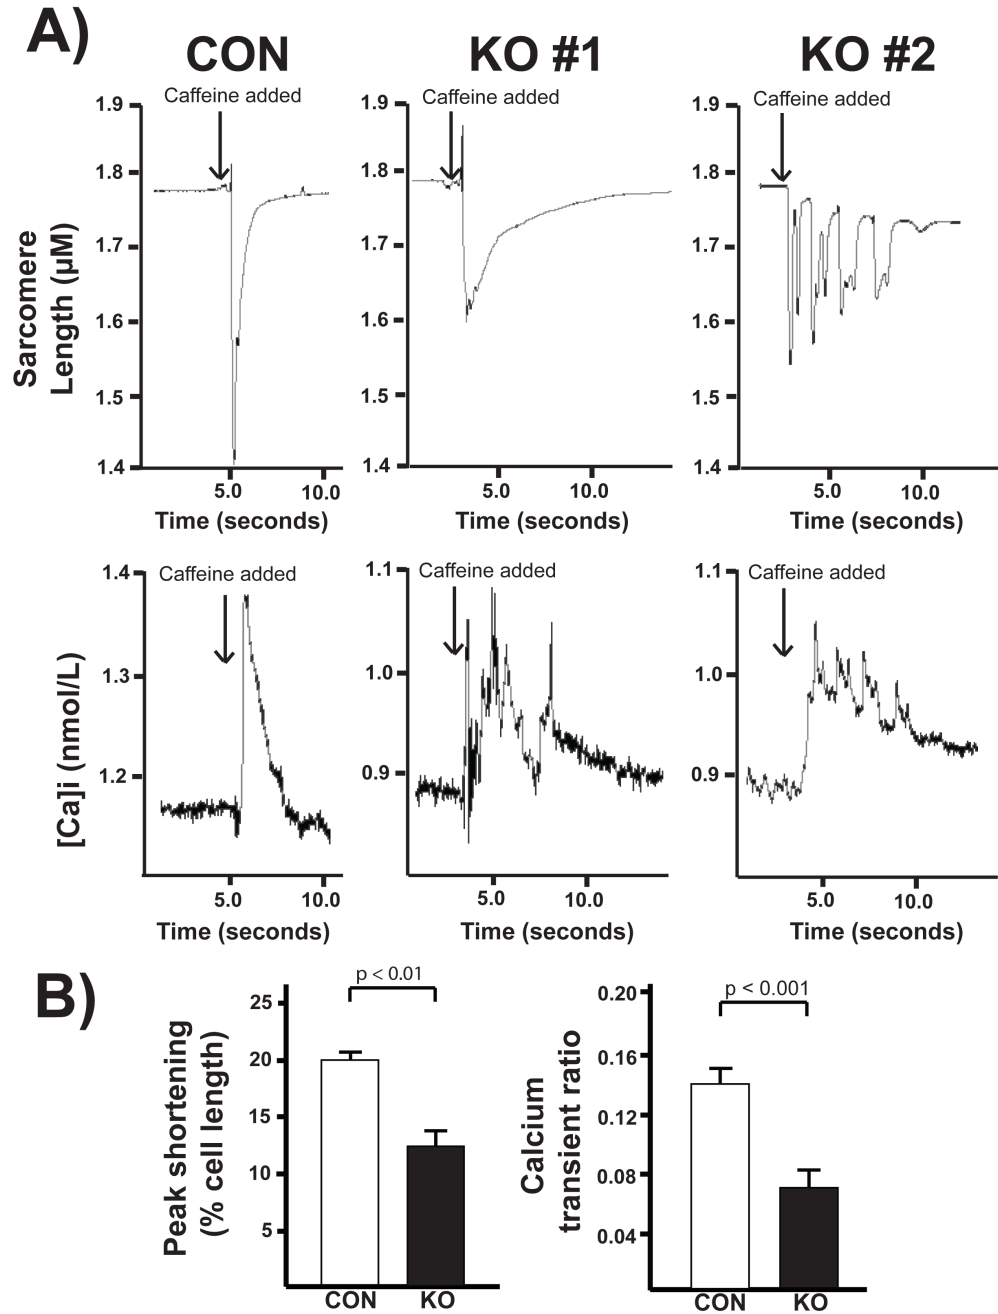 A)
CON
KO #1
KO #2
Caffeine added
Caffeine added
Caffeine added
Sarcomere
Length (µM)
1.9
1.8
1.7
1.6
1.5
1.4
5.0
10.0
Time (seconds)
1.9
1.8
1.7
1.6
1.5
1.4
5.0
10.0
Time (seconds)
1.9
1.8
1.7
1.6
1.5
1.4
5.0
10.0
Time (seconds)
[Ca]i (nmol/L)
Caffeine added
1.4
1.3
1.2
5.0
10.0
Time (seconds)
Caffeine added
1.1
1.0
0.9
5.0
10.0
Time (seconds)
Caffeine added
1.1
1.0
0.9
5.0
10.0
Time (seconds)
B)
Peak shortening
(% cell length)
p < 0.01
25
20
15
10
5
CON
KO
Calcium
transient ratio
p < 0.001
0.20
0.16
0.12
0.08
0.04
CON
KO